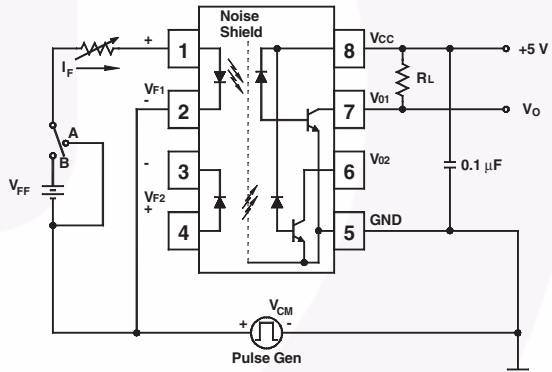 Noise
Shield
+
1
8
VCC
+5 V
IF
VF1
-
2
7
V01
RL
VO
A
B
-
3
6
V02
VFF
VF2
+
4
5
GND
0.1 µF
VCM
+
-
Pulse Gen